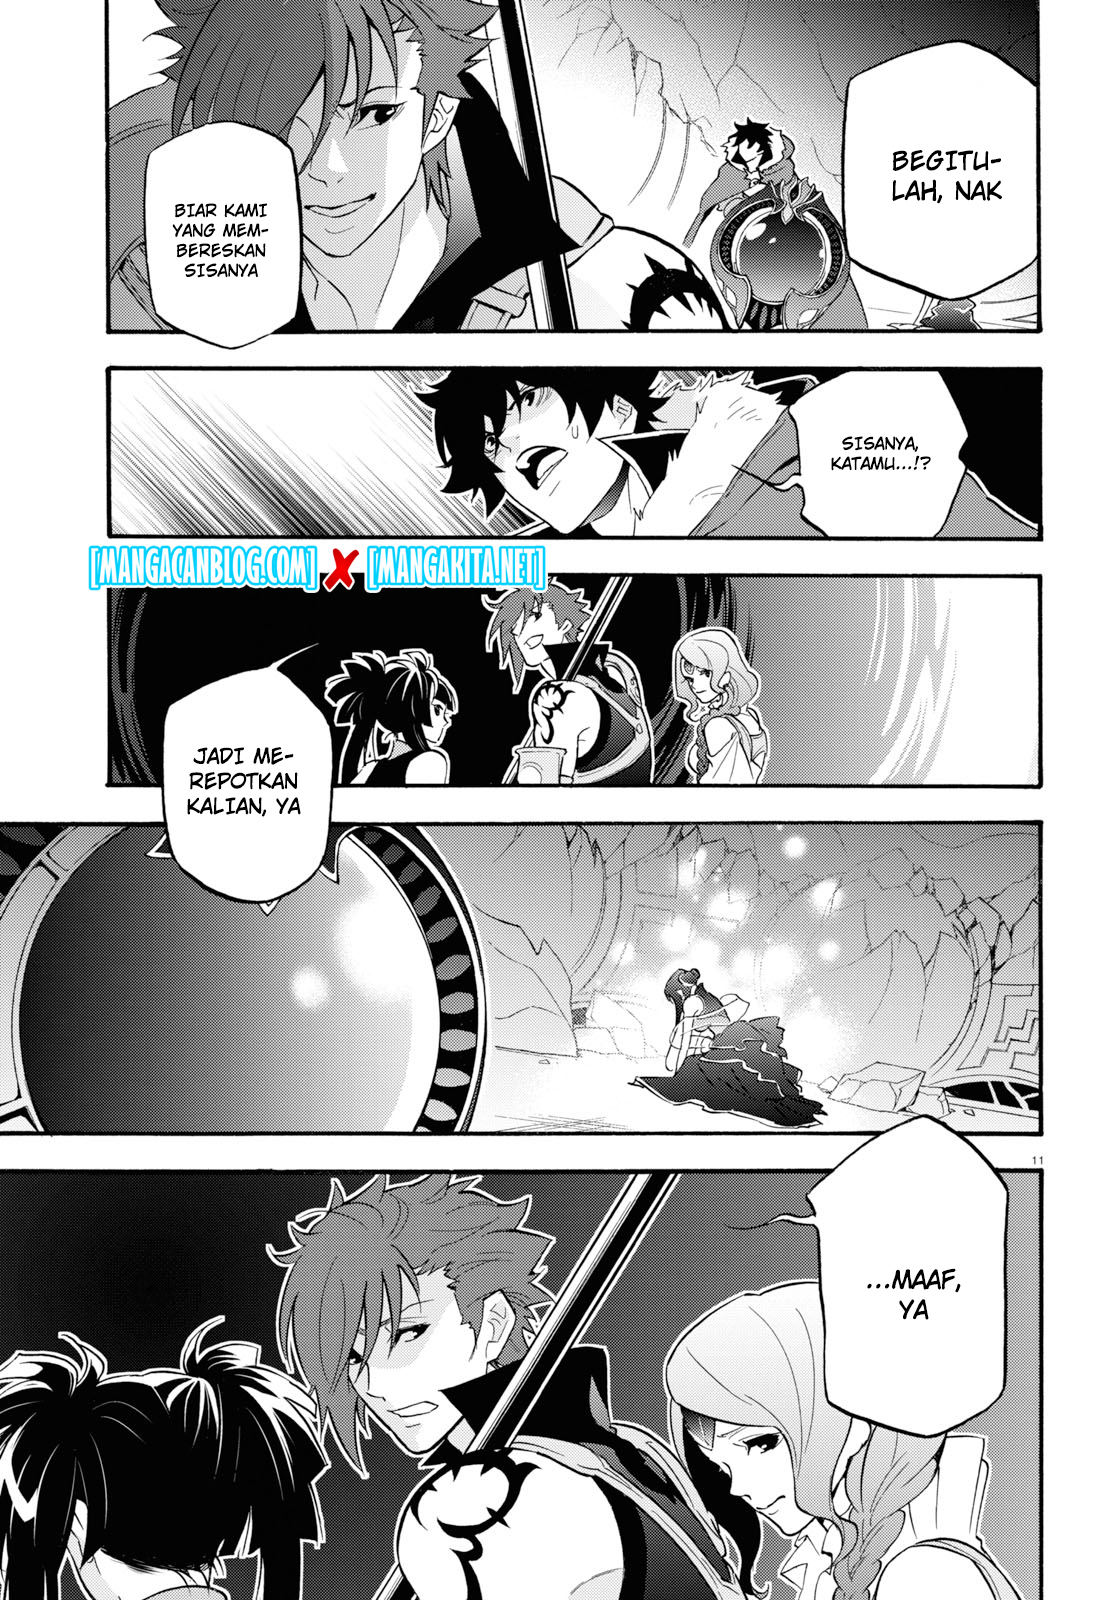 BEGITU-
LAH, NAK
BIAR KAMI
YANG MEM-
BERESKAN
SISANYA
SISANYA,
KATAMU...!?
[MANGACANBLOG.COM] X [MANGAKITA.NET]
JADI ME-
REPOTKAN
KALIAN, YA
11
...MAAF,
YA